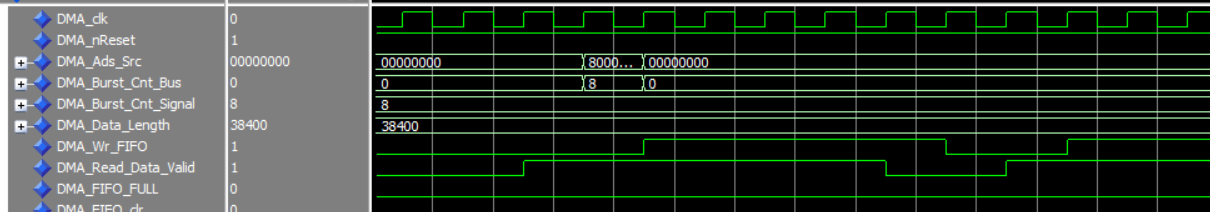 DMA_clk 0
DMA_nReset 1
DMA_Ads_Src 00000000 00000000 8000... 00000000
DMA_Burst_Cnt_Bus 0 0 8 0
DMA_Burst_Cnt_Signal 8 8
DMA_Data_Length 38400 38400
DMA_Wr_FIFO 1
DMA_Read_Data_Valid 1
DMA_FIFO_FULL 0
DMA_FIFO_clr 0